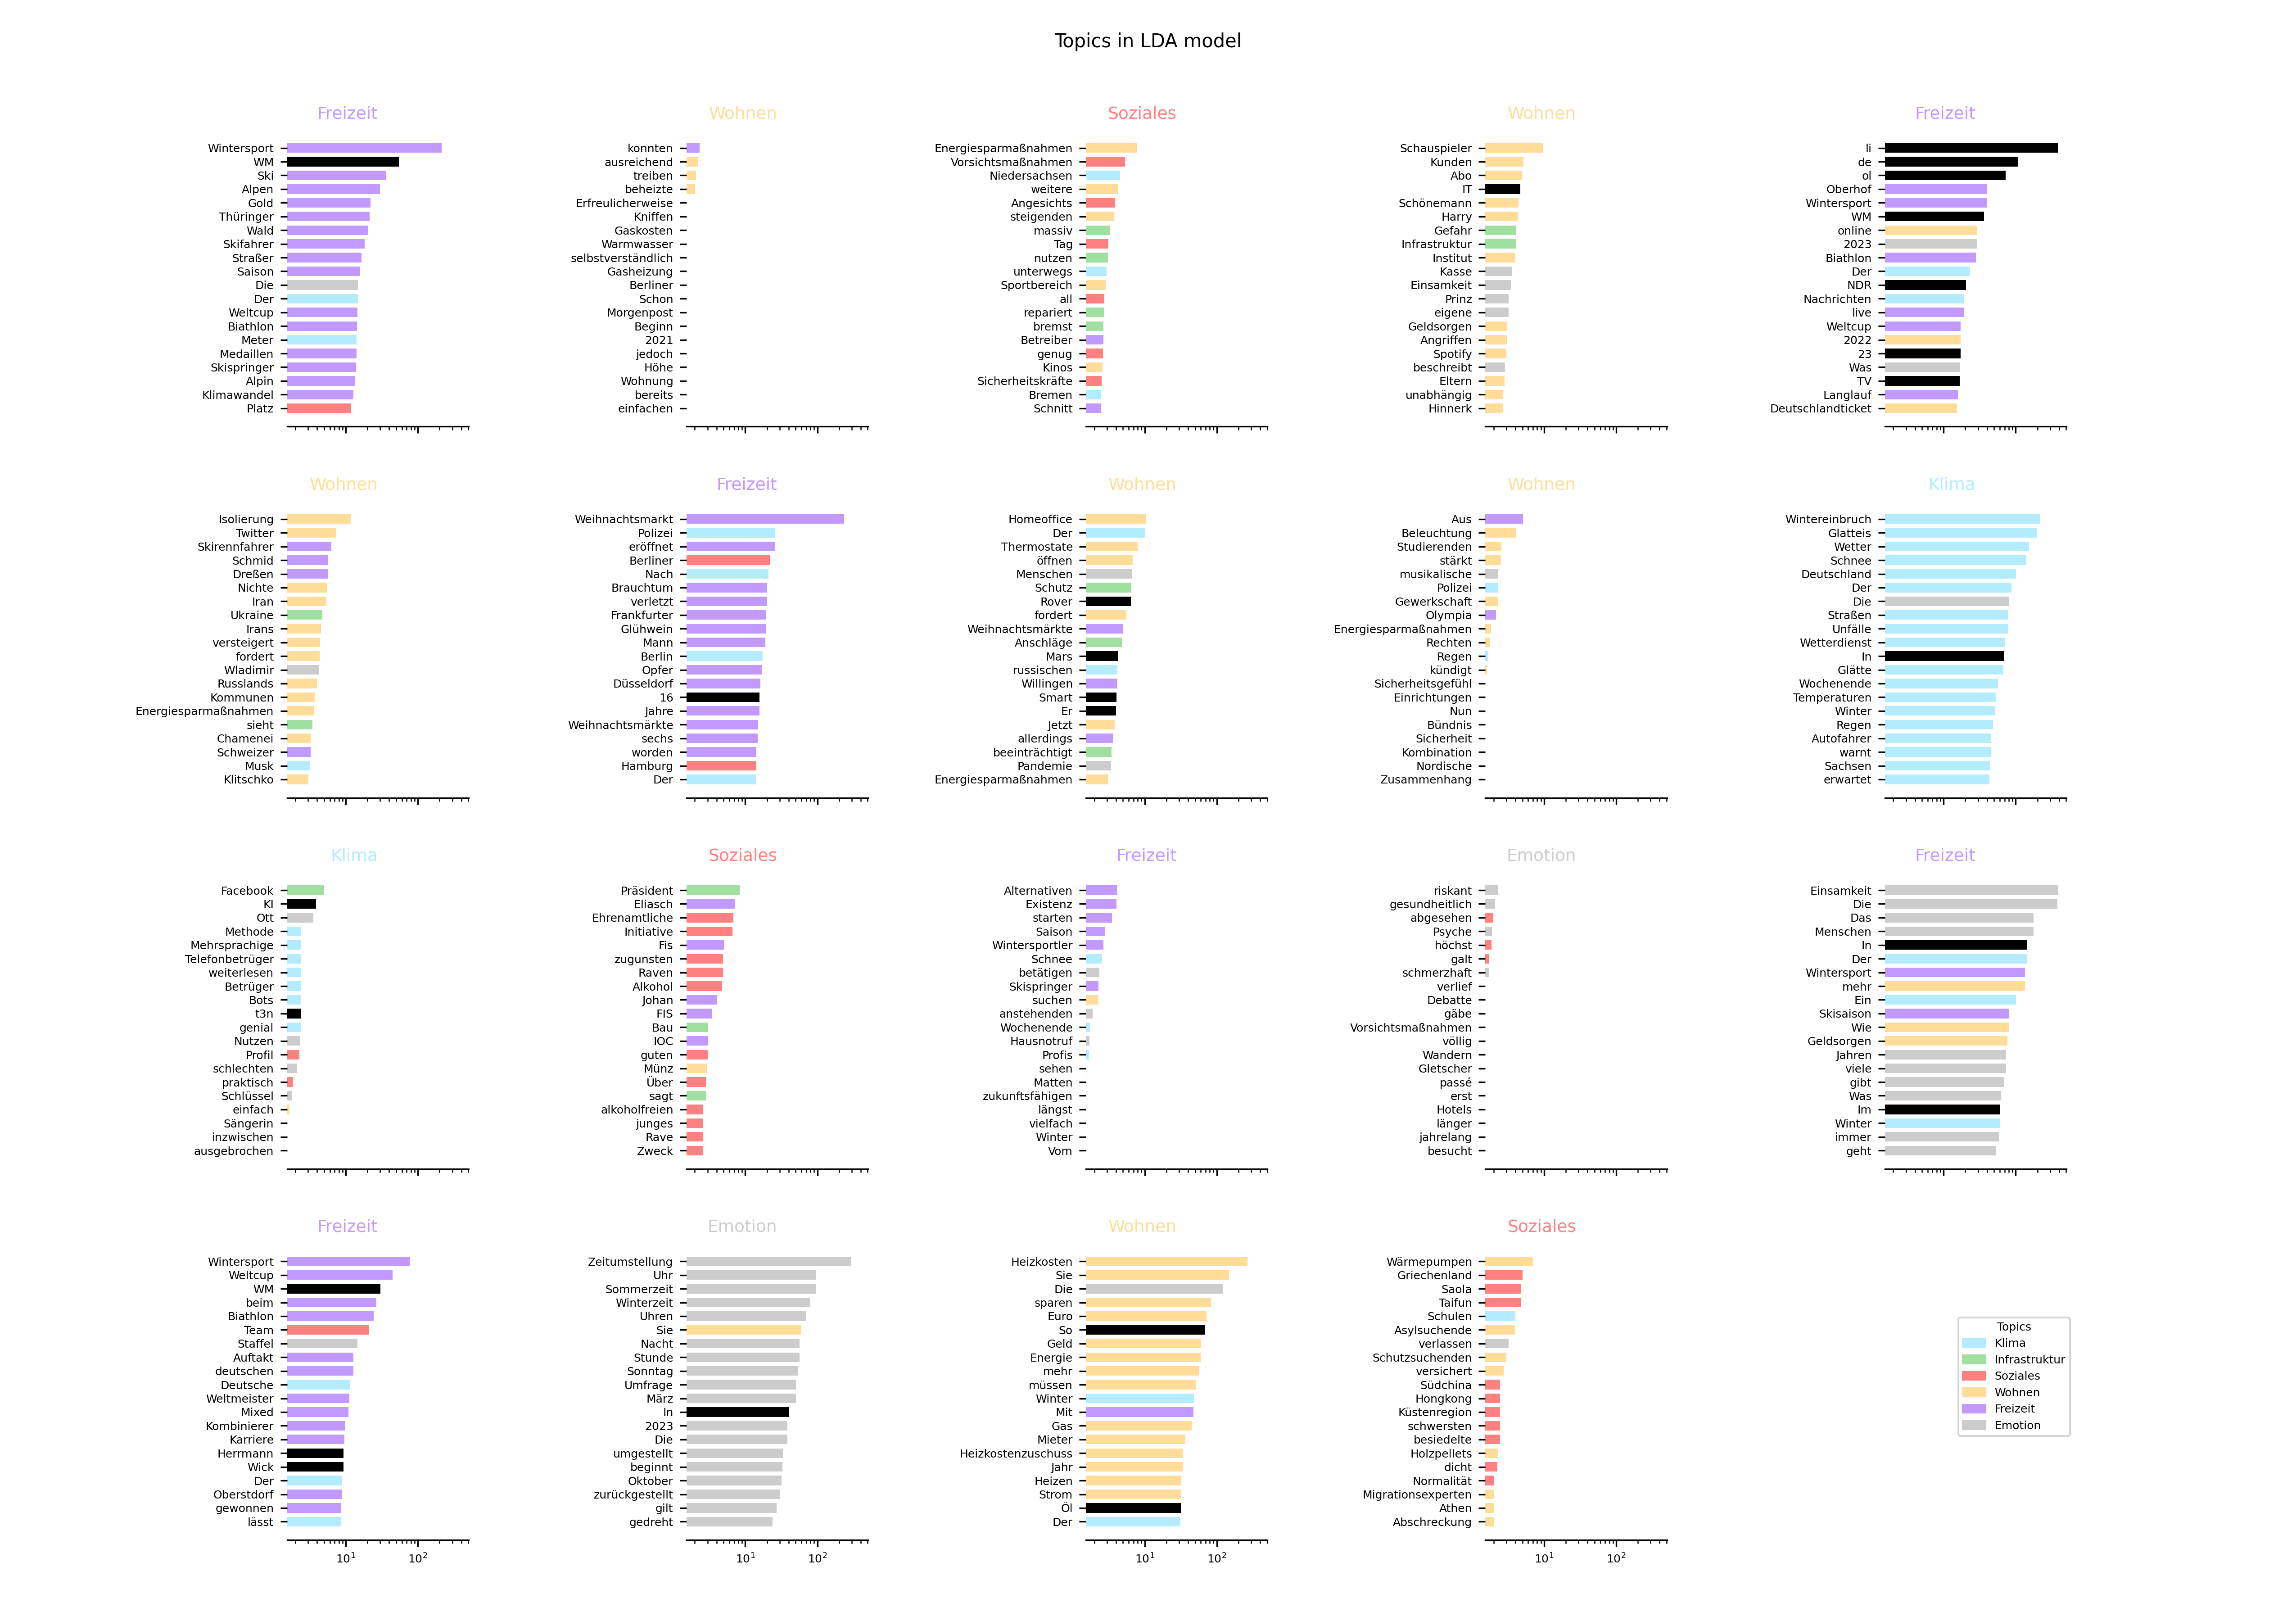 Topics in LDA model
Freizeit
Wintersport
WM
Ski
Alpen
Gold
Thüringer
Wald
Skifahrer
Straßer
Saison
Die
Der
Weltcup
Biathlon
Meter
Medaillen
Skispringer
Alpin
Klimawandel
Platz
Wohnen
konnten
ausreichend
treiben
beheizte
Erfreulicherweise
Kniffen
Gaskosten
Warmwasser
selbstverständlich
Gasheizung
Berliner
Schon
Morgenpost
Beginn
2021
jedoch
Höhe
Wohnung
bereits
einfachen
Soziales
Energiesparmaßnahmen
Vorsichtsmaßnahmen
Niedersachsen
weitere
Angesichts
steigenden
massiv
Tag
nutzen
unterwegs
Sportbereich
all
repariert
bremst
Betreiber
genug
Kinos
Sicherheitskräfte
Bremen
Schnitt
Wohnen
Schauspieler
Kunden
Abo
IT
Schönemann
Harry
Gefahr
Infrastruktur
Institut
Kasse
Einsamkeit
Prinz
eigene
Geldsorgen
Angriffen
Spotify
beschreibt
Eltern
unabhängig
Hinnerk
Freizeit
li
de
ol
Oberhof
Wintersport
WM
online
2023
Biathlon
Der
NDR
Nachrichten
live
Weltcup
2022
23
Was
TV
Langlauf
Deutschlandticket
Wohnen
Isolierung
Twitter
Skirennfahrer
Schmid
Dreßen
Nichte
Iran
Ukraine
Irans
versteigert
fordert
Wladimir
Russlands
Kommunen
Energiesparmaßnahmen
sieht
Chamenei
Schweizer
Musk
Klitschko
Freizeit
Weihnachtsmarkt
Polizei
eröffnet
Berliner
Nach
Brauchtum
verletzt
Frankfurter
Glühwein
Mann
Berlin
Opfer
Düsseldorf
16
Jahre
Weihnachtsmärkte
sechs
worden
Hamburg
Der
Wohnen
Homeoffice
Der
Thermostate
öffnen
Menschen
Schutz
Rover
fordert
Weihnachtsmärkte
Anschläge
Mars
russischen
Willingen
Smart
Er
Jetzt
allerdings
beeinträchtigt
Pandemie
Energiesparmaßnahmen
Wohnen
Aus
Beleuchtung
Studierenden
stärkt
musikalische
Polizei
Gewerkschaft
Olympia
Energiesparmaßnahmen
Rechten
Regen
kündigt
Sicherheitsgefühl
Einrichtungen
Nun
Bündnis
Sicherheit
Kombination
Nordische
Zusammenhang
Klima
Wintereinbruch
Glatteis
Wetter
Schnee
Deutschland
Der
Die
Straßen
Unfälle
Wetterdienst
In
Glätte
Wochenende
Temperaturen
Winter
Regen
Autofahrer
warnt
Sachsen
erwartet
Klima
Facebook
KI
Ott
Methode
Mehrsprachige
Telefonbetrüger
weiterlesen
Betrüger
Bots
t3n
genial
Nutzen
Profil
schlechten
praktisch
Schlüssel
einfach
Sängerin
inzwischen
ausgebrochen
Soziales
Präsident
Eliasch
Ehrenamtliche
Initiative
Fis
zugunsten
Raven
Alkohol
Johan
FIS
Bau
IOC
guten
Münz
Über
sagt
alkoholfreien
junges
Rave
Zweck
Freizeit
Alternativen
Existenz
starten
Saison
Wintersportler
Schnee
betätigen
Skispringer
suchen
anstehenden
Wochenende
Hausnotruf
Profis
sehen
Matten
zukunftsfähigen
längst
vielfach
Winter
Vom
Emotion
riskant
gesundheitlich
abgesehen
Psyche
höchst
galt
schmerzhaft
verlief
Debatte
gäbe
Vorsichtsmaßnahmen
völlig
Wandern
Gletscher
passé
erst
Hotels
länger
jahrelang
besucht
Freizeit
Einsamkeit
Die
Das
Menschen
In
Der
Wintersport
mehr
Ein
Skisaison
Wie
Geldsorgen
Jahren
viele
gibt
Was
Im
Winter
immer
geht
Freizeit
Wintersport
Weltcup
WM
beim
Biathlon
Team
Staffel
Auftakt
deutschen
Deutsche
Weltmeister
Mixed
Kombinierer
Karriere
Herrmann
Wick
Der
Oberstdorf
gewonnen
lässt
10¹ 10²
Emotion
Zeitumstellung
Uhr
Sommerzeit
Winterzeit
Uhren
Sie
Nacht
Stunde
Sonntag
Umfrage
März
In
2023
Die
umgestellt
beginnt
Oktober
zurückgestellt
gilt
gedreht
10¹ 10²
Wohnen
Heizkosten
Sie
Die
sparen
Euro
So
Geld
Energie
mehr
müssen
Winter
Mit
Gas
Mieter
Heizkostenzuschuss
Jahr
Heizen
Strom
Öl
Der
10¹ 10²
Soziales
Wärmepumpen
Griechenland
Saola
Taifun
Schulen
Asylsuchende
verlassen
Schutzsuchenden
versichert
Südchina
Hongkong
Küstenregion
schwersten
besiedelte
Holzpellets
dicht
Normalität
Migrationsexperten
Athen
Abschreckung
10¹ 10²
Topics
Klima
Infrastruktur
Soziales
Wohnen
Freizeit
Emotion